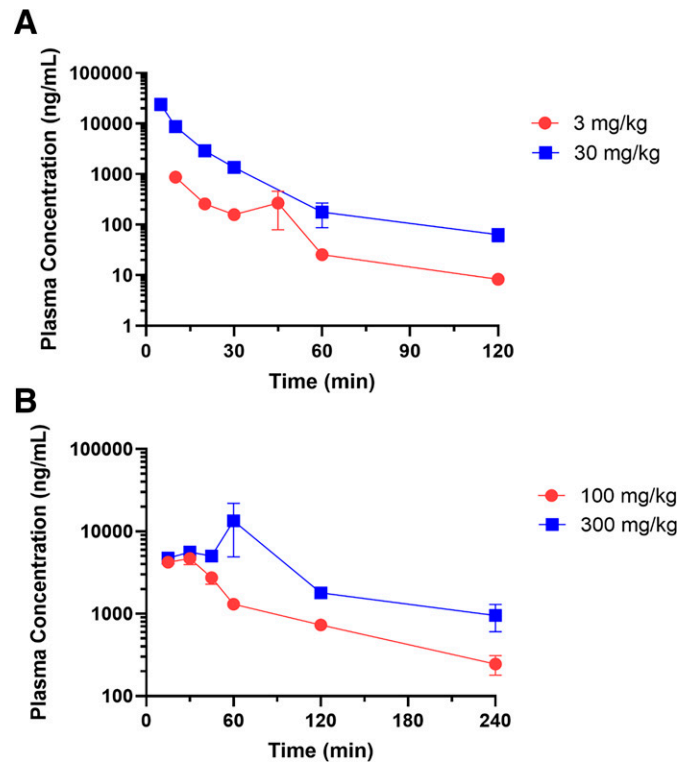 A
Plasma Concentration (ng/mL)
100000
10000
1000
100
10
1
0 30 60 90 120
Time (min)
3 mg/kg
30 mg/kg
B
Plasma Concentration (ng/mL)
100000
10000
1000
100
0 60 120 180 240
Time (min)
100 mg/kg
300 mg/kg